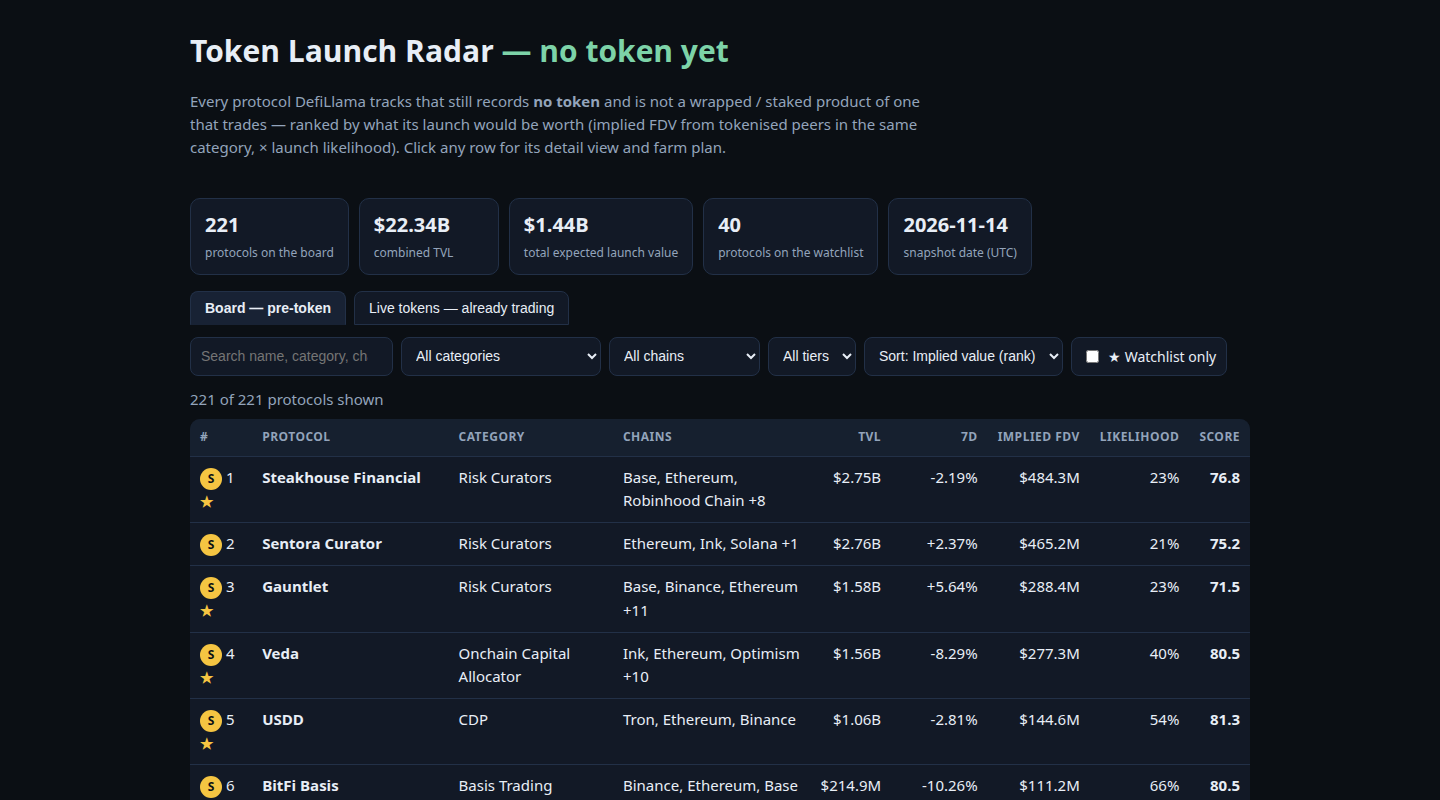 Token Launch Radar — no token yet
Every protocol DefiLlama tracks that still records no token and is not a wrapped / staked product of one
that trades — ranked by what its launch would be worth (implied FDV from tokenised peers in the same
category, × launch likelihood). Click any row for its detail view and farm plan.
221 $22.34B $1.44B 40 2026-11-14
protocols on the board combined TVL total expected launch value protocols on the watchlist snapshot date (UTC)
Board — pre-token Live tokens — already trading
Search name, category, ch All categories All chains All tiers Sort: Implied value (rank) ★ Watchlist only
221 of 221 protocols shown
# PROTOCOL CATEGORY CHAINS TVL 7D IMPLIED FDV LIKELIHOOD SCORE
S 1 Steakhouse Financial Risk Curators Base, Ethereum, $2.75B -2.19% $484.3M 23% 76.8
★ Robinhood Chain +8
S 2 Sentora Curator Risk Curators Ethereum, Ink, Solana +1 $2.76B +2.37% $465.2M 21% 75.2
S 3 Gauntlet Risk Curators Base, Binance, Ethereum $1.58B +5.64% $288.4M 23% 71.5
★ +11
S 4 Veda Onchain Capital Ink, Ethereum, Optimism $1.56B -8.29% $277.3M 40% 80.5
★ Allocator +10
S 5 USDD CDP Tron, Ethereum, Binance $1.06B -2.81% $144.6M 54% 81.3
★
S 6 BitFi Basis Basis Trading Binance, Ethereum, Base $214.9M -10.26% $111.2M 66% 80.5